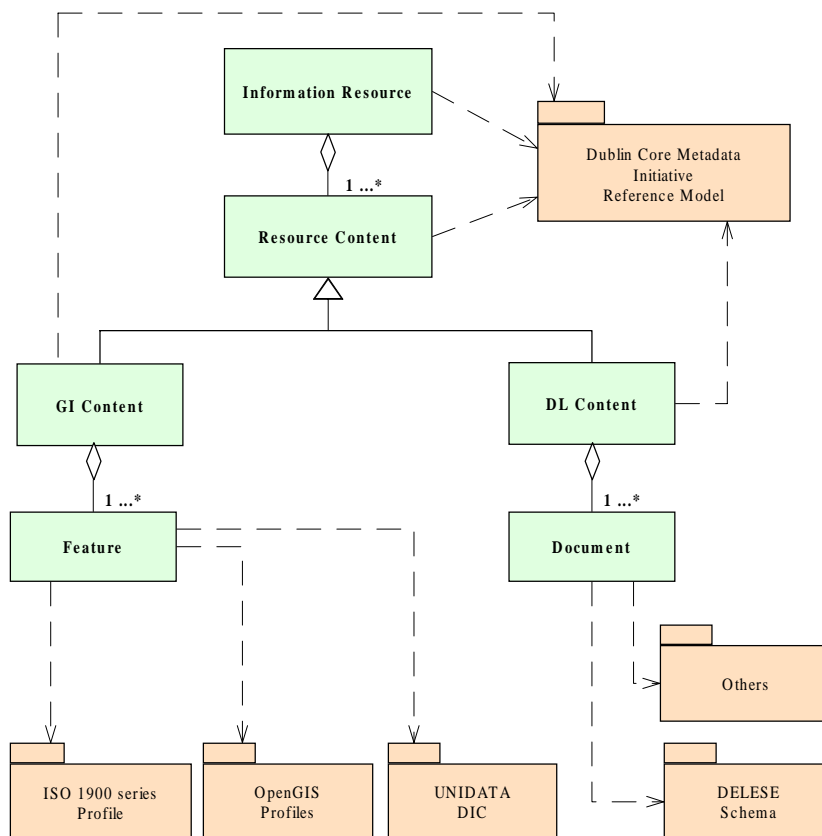 Information Resource
Dublin Core Metadata
Initiative
Reference Model
1 ...*
Resource Content
GI Content
DL Content
1 ...*
1 ...*
Feature
Document
Others
ISO 1900 series
Profile
OpenGIS
Profiles
UNIDATA
DIC
DELESE
Schema